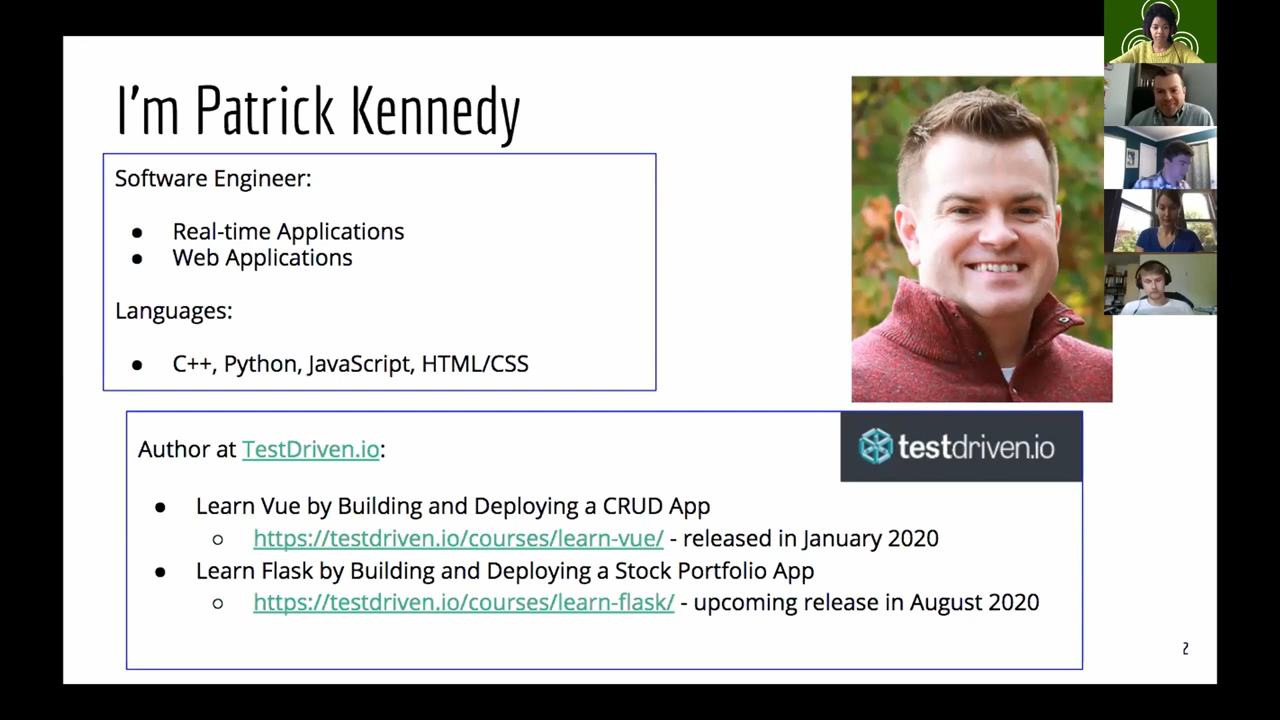 I'm Patrick Kennedy
Software Engineer:
● Real-time Applications
● Web Applications
Languages:
● C++, Python, JavaScript, HTML/CSS
Author at TestDriven.io:
testdriven.io
● Learn Vue by Building and Deploying a CRUD App
○ https://testdriven.io/courses/learn-vue/ - released in January 2020
● Learn Flask by Building and Deploying a Stock Portfolio App
○ https://testdriven.io/courses/learn-flask/ - upcoming release in August 2020
2